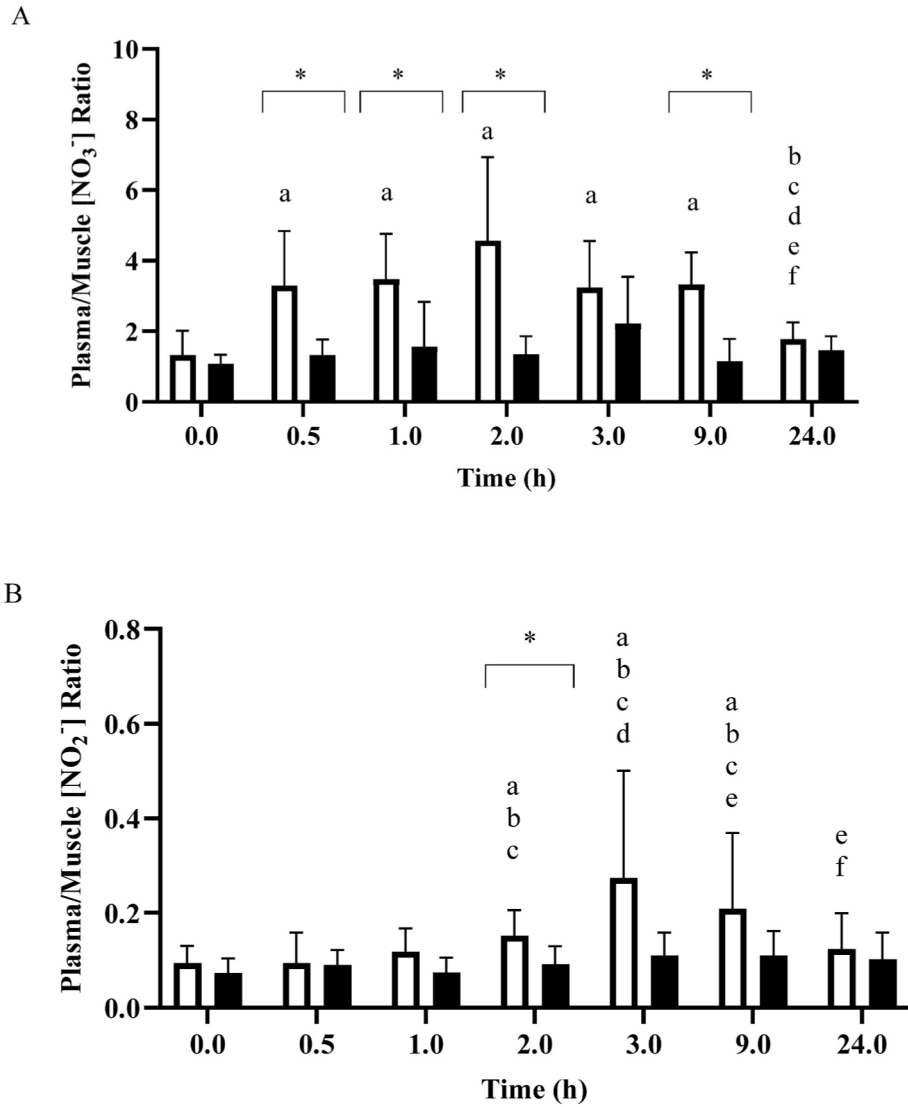 A
Plasma/Muscle [NO₃⁻] Ratio
10
8
6
4
2
0
* * * *
a a a a a
b
c
d
e
f
0.0 0.5 1.0 2.0 3.0 9.0 24.0
Time (h)
B
Plasma/Muscle [NO₂⁻] Ratio
0.8
0.6
0.4
0.2
0.0
*
a
b
c
a
b
c
d
a
b
c
e
e
f
0.0 0.5 1.0 2.0 3.0 9.0 24.0
Time (h)